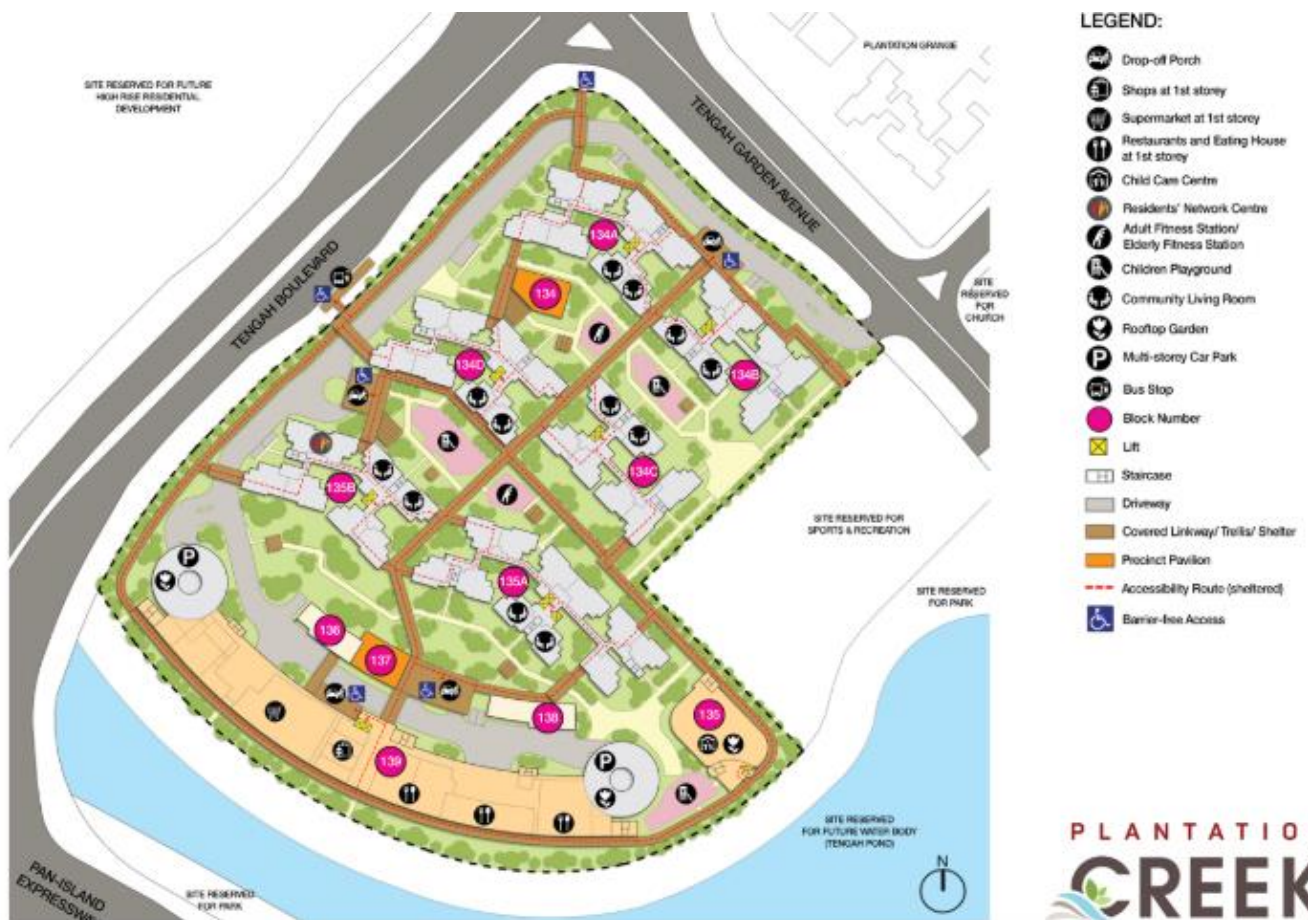 SITE RESERVED FOR FUTURE
HIGH RISE RESIDENTIAL
DEVELOPMENT
PLANTATION GRANGE
TENGAH GARDEN AVENUE
TENGAH BOULEVARD
SITE
RESERVED
FOR
CHURCH
134A
134
134D
134B
134C
135B
135A
SITE RESERVED FOR
SPORTS & RECREATION
SITE RESERVED
FOR PARK
P
136
137
138
135
139
P
SITE RESERVED
FOR FUTURE WATER BODY
(TENGAH POND)
PAN-ISLAND
EXPRESSWAY
SITE RESERVED
FOR PARK
N
LEGEND:
Drop-off Porch
Shops at 1st storey
Supermarket at 1st storey
Restaurants and Eating House
at 1st storey
Child Care Centre
Residents' Network Centre
Adult Fitness Station/
Elderly Fitness Station
Children Playground
Community Living Room
Rooftop Garden
P Multi-storey Car Park
Bus Stop
Block Number
Lift
Staircase
Driveway
Covered Linkway/ Trellis/ Shelter
Precinct Pavilion
Accessibility Route (sheltered)
Barrier-free Access
PLANTATIO
CREEK